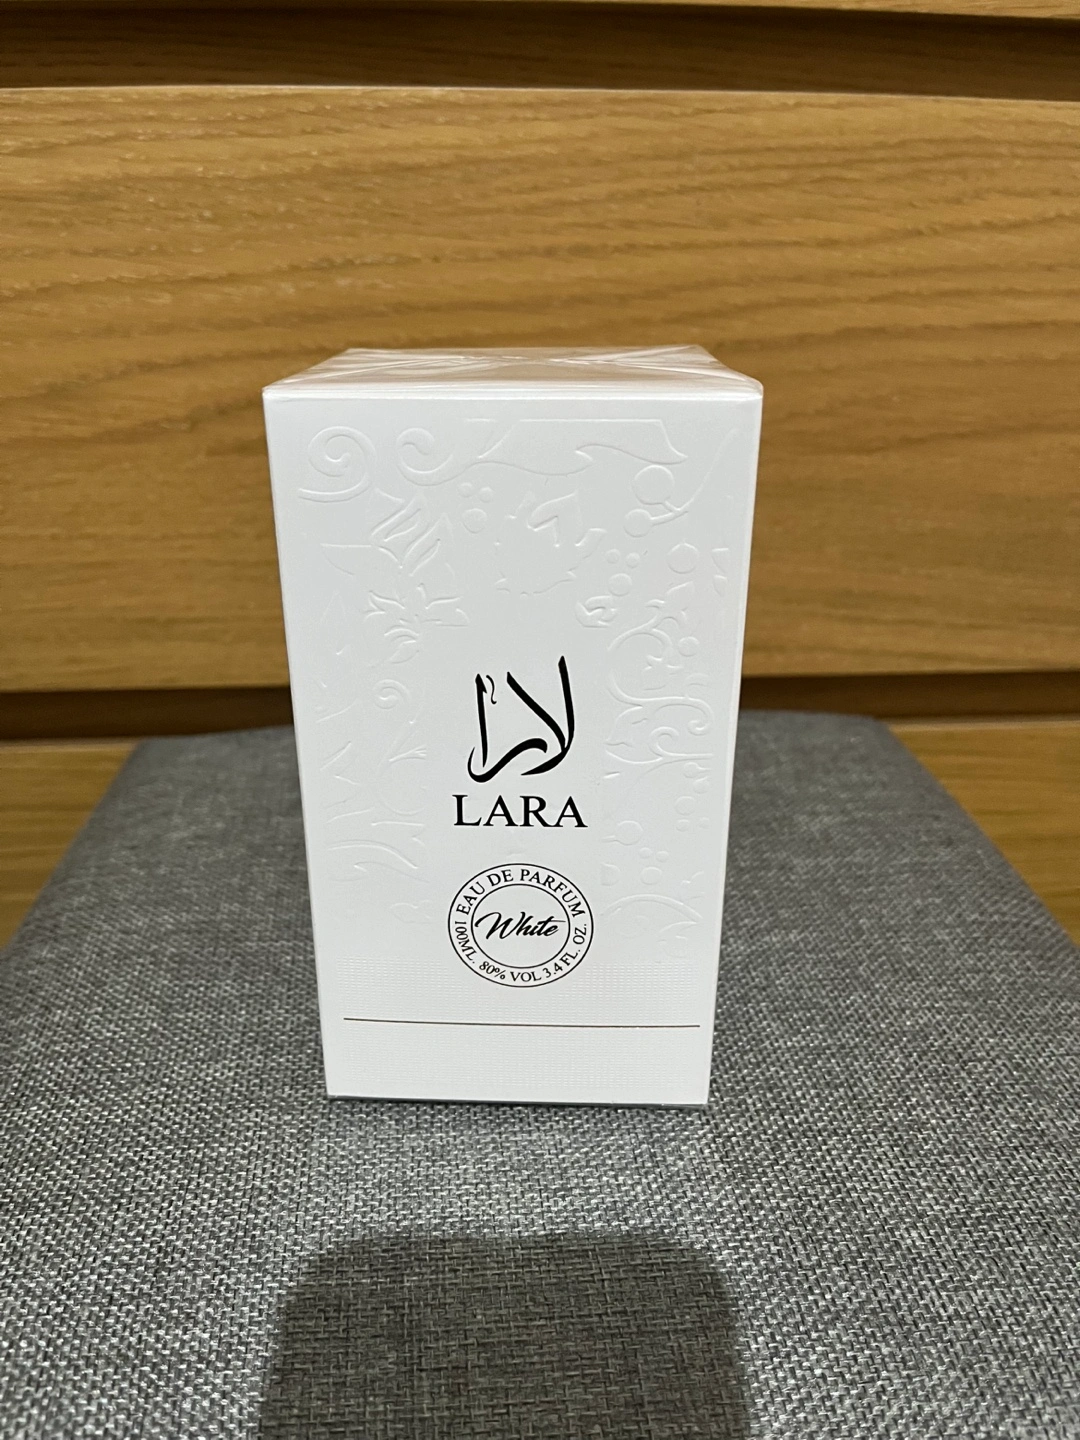 لارا
LARA
EAU DE PARFUM
White
100ML. 80% VOL 3.4 FL. OZ.